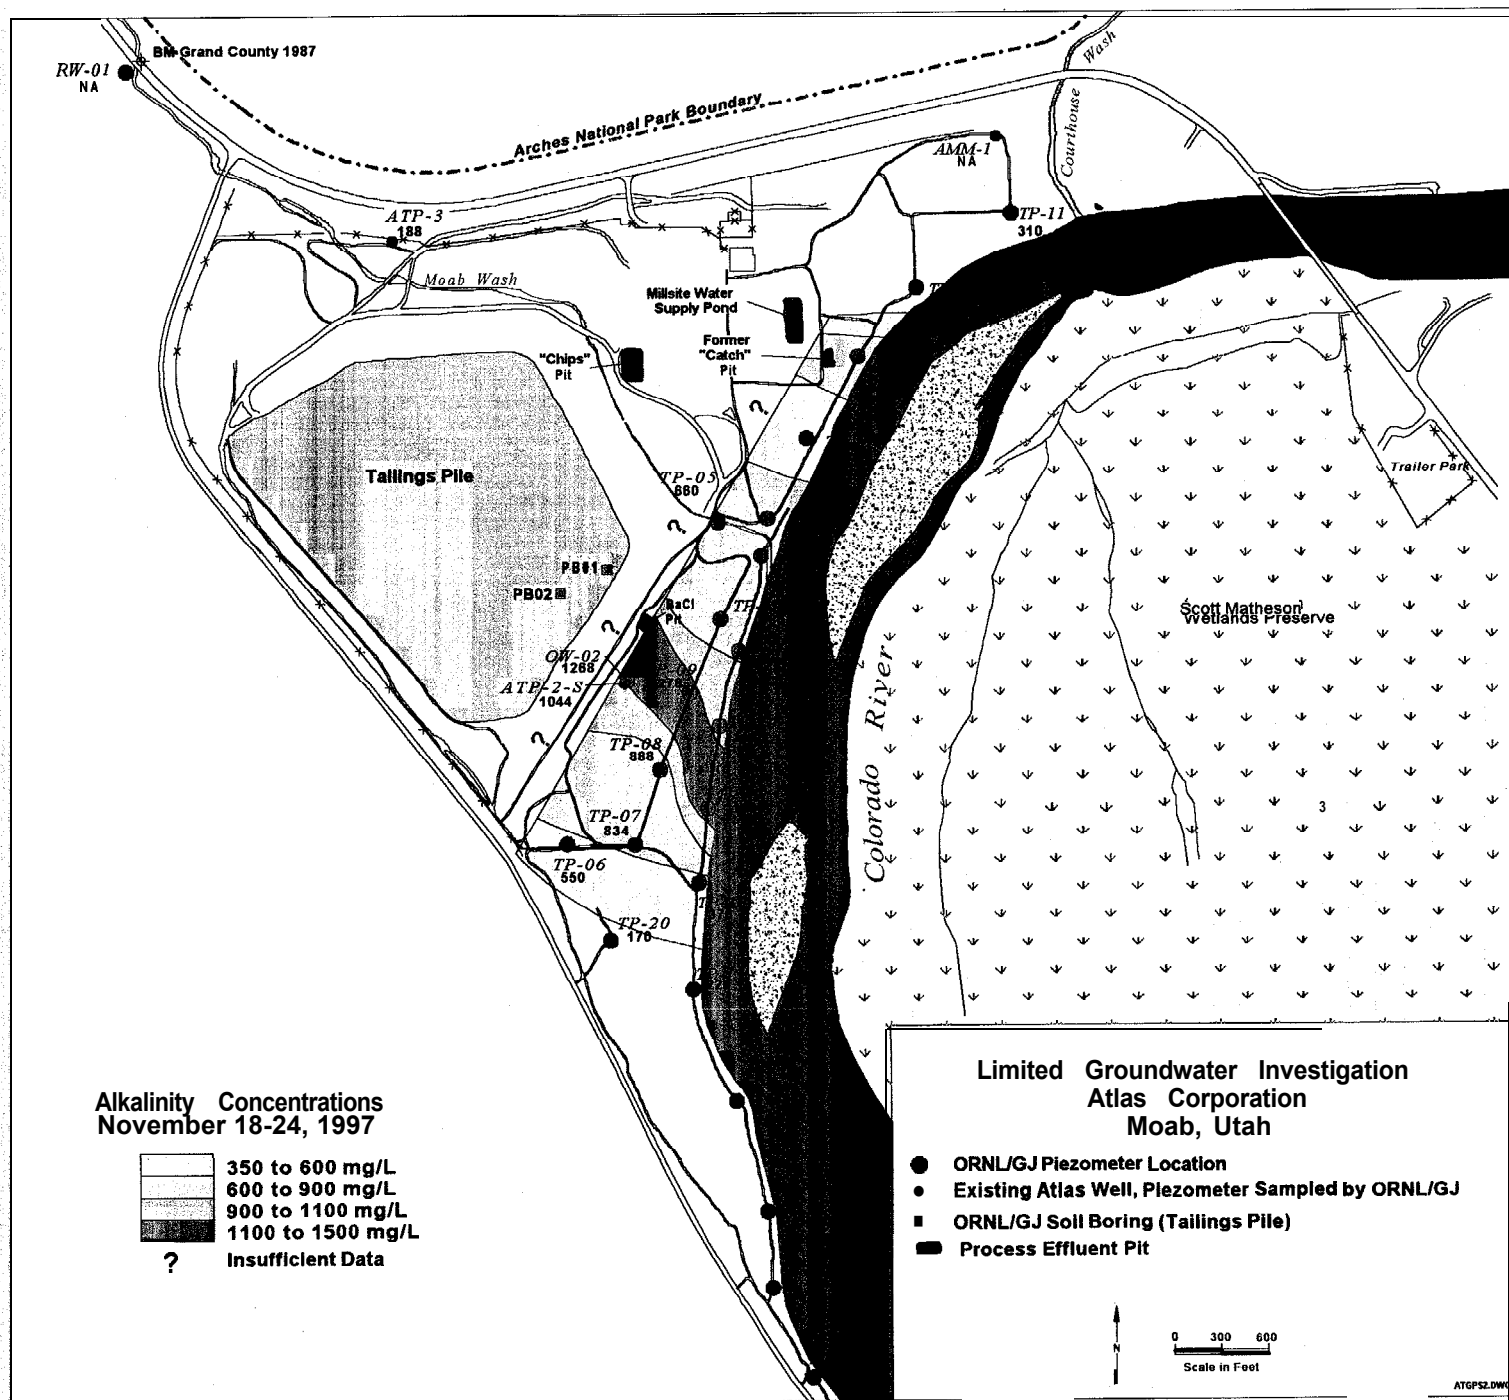 BM Grand County 1987
RW-01
NA
Arches National Park Boundary
Courthouse Wash
AMM-1
NA
ATP-3
188
TP-11
310
Moab Wash
Millsite Water
Supply Pond
Former
"Catch"
Pit
"Chips"
Pit
?
Tailings Pile
TP-05
660
?
Trailer Park
PB01
PB02
BaCl
Pit
TP-
Scott Matheson
Wetlands Preserve
?
OW-02
1268
ATP-2-S
1044
Colorado River
?
TP-08
888
TP-07
834
3
TP-06
550
TP-20
170
Alkalinity Concentrations
November 18-24, 1997
350 to 600 mg/L
600 to 900 mg/L
900 to 1100 mg/L
1100 to 1500 mg/L
? Insufficient Data
Limited Groundwater Investigation
Atlas Corporation
Moab, Utah
ORNL/GJ Piezometer Location
Existing Atlas Well, Piezometer Sampled by ORNL/GJ
ORNL/GJ Soil Boring (Tailings Pile)
Process Effluent Pit
N
0 300 600
Scale in Feet